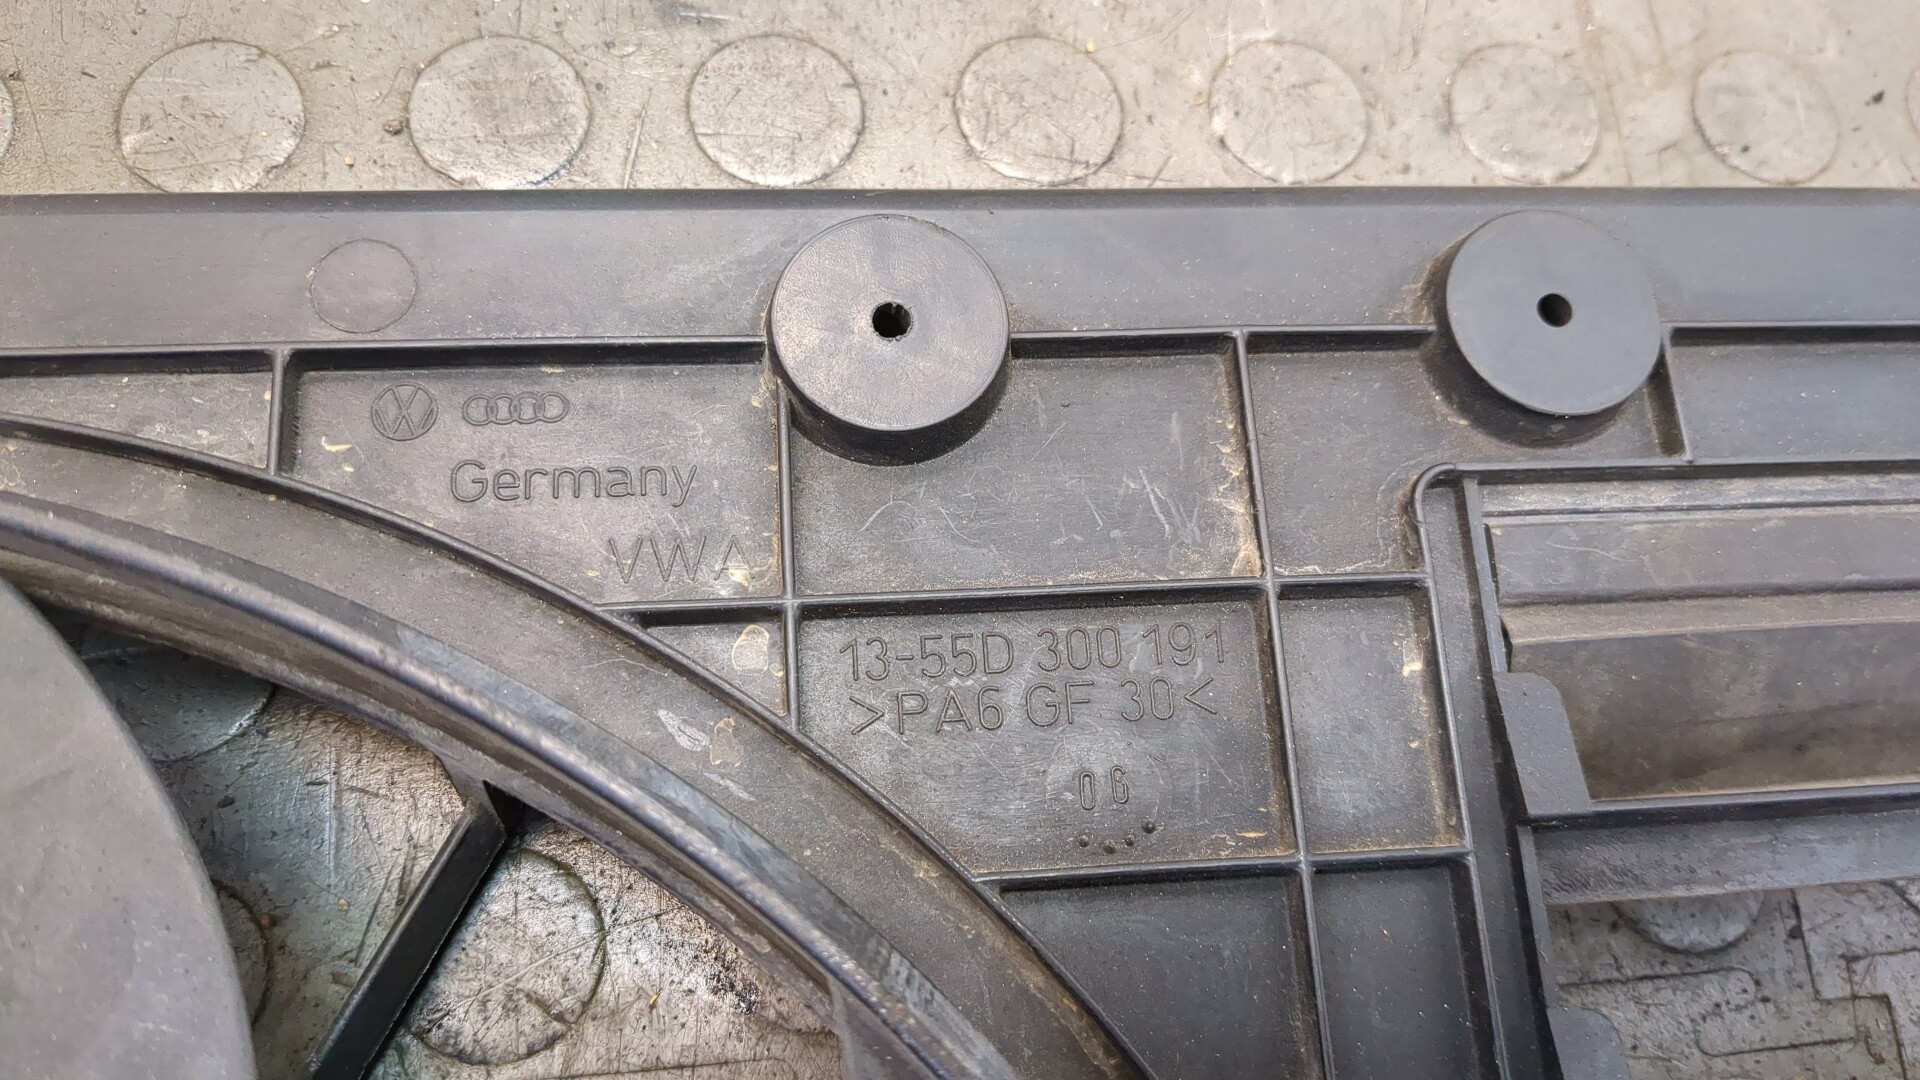 Germany
VWA
13-55D 300 191
>PA6 GF 30<
06